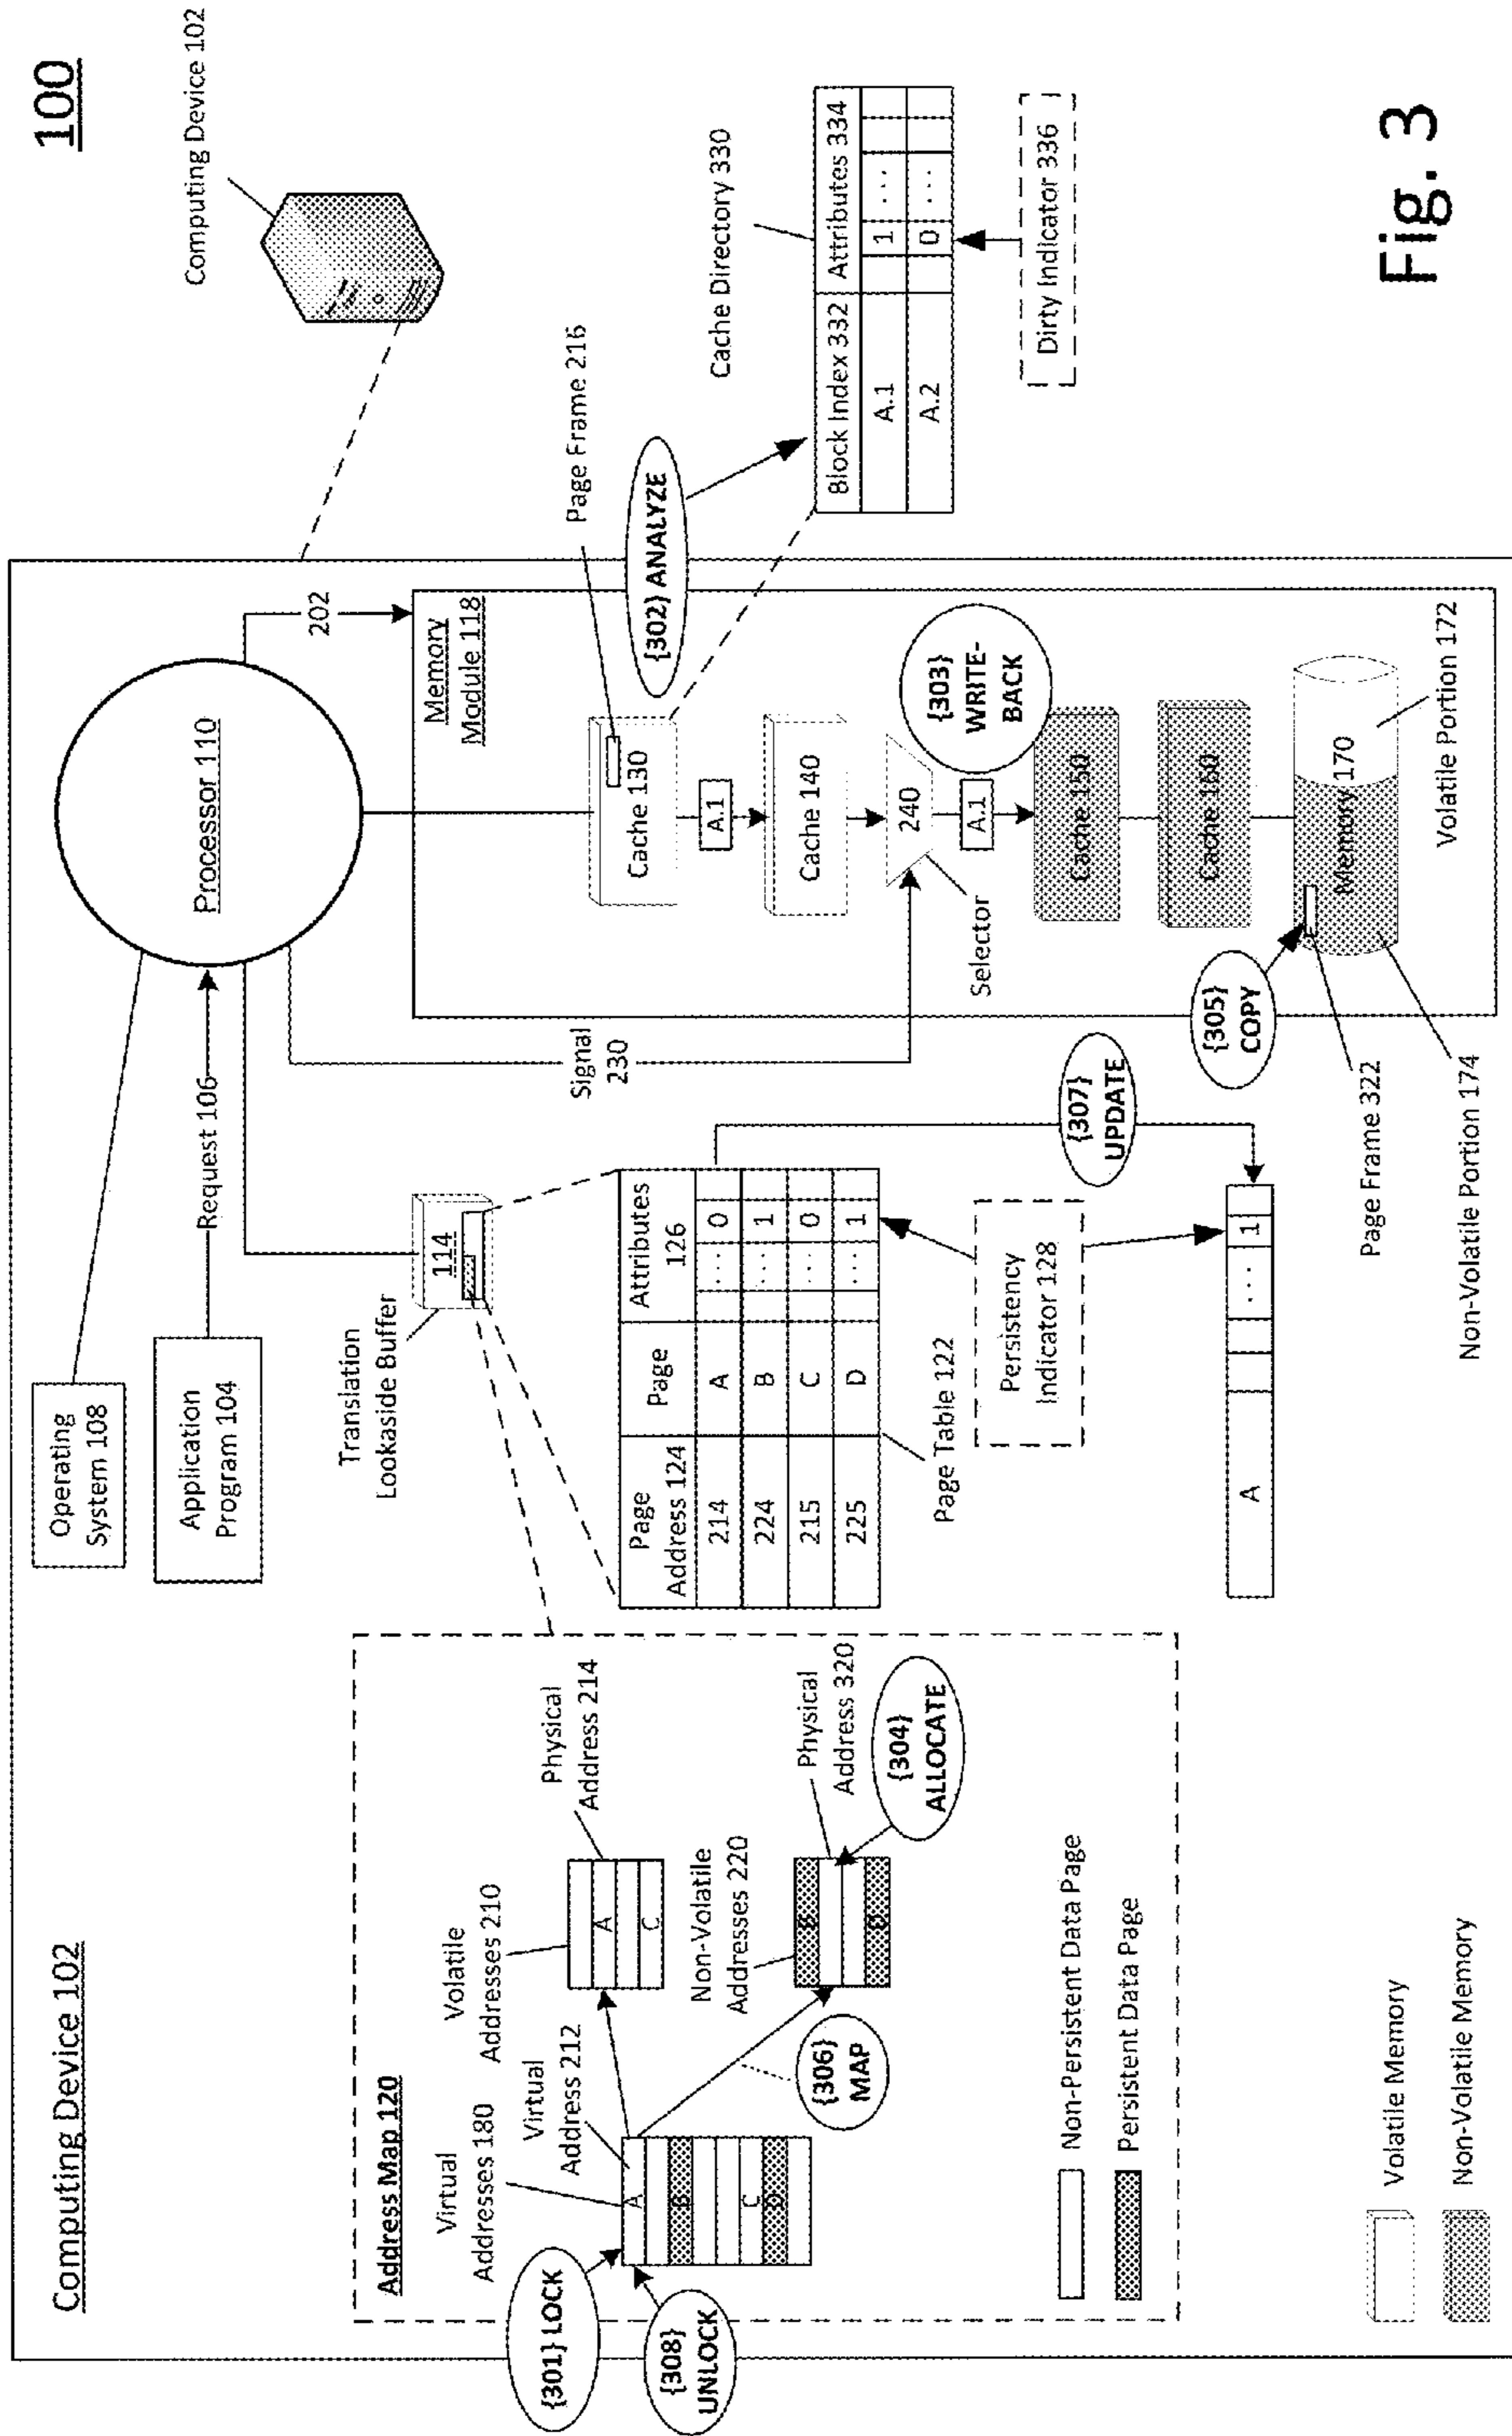 100
Computing Device 102
Computing Device 102
Operating
System 108
Application
Program 104
Request 106
Processor 110
202
Translation
Lookaside Buffer
114
Signal
230
Memory
Module 118
Page Frame 216
Cache 130
A.1
Cache 140
240
Selector
A.1
{303}
WRITE-
BACK
Cache 150
Cache 160
Memory 170
Volatile Portion 172
{302} ANALYZE
Cache Directory 330
Block Index 332
Attributes 334
A.1
1
...
A.2
0
...
Dirty Indicator 336
{305}
COPY
Page Frame 322
Non-Volatile Portion 174
Address Map 120
Virtual
Addresses 180
Virtual
Address 212
A
B
C
D
{301} LOCK
{308}
UNLOCK
Volatile
Addresses 210
A
C
Physical
Address 214
Non-Volatile
Addresses 220
B
D
Physical
Address 320
{304}
ALLOCATE
{306}
MAP
Non-Persistent Data Page
Persistent Data Page
Page
Address 124
Page
Attributes
126
214
A
...
0
224
B
...
1
215
C
...
0
225
D
...
1
Page Table 122
Persistency
Indicator 128
{307}
UPDATE
A
...
1
Volatile Memory
Non-Volatile Memory
Fig. 3